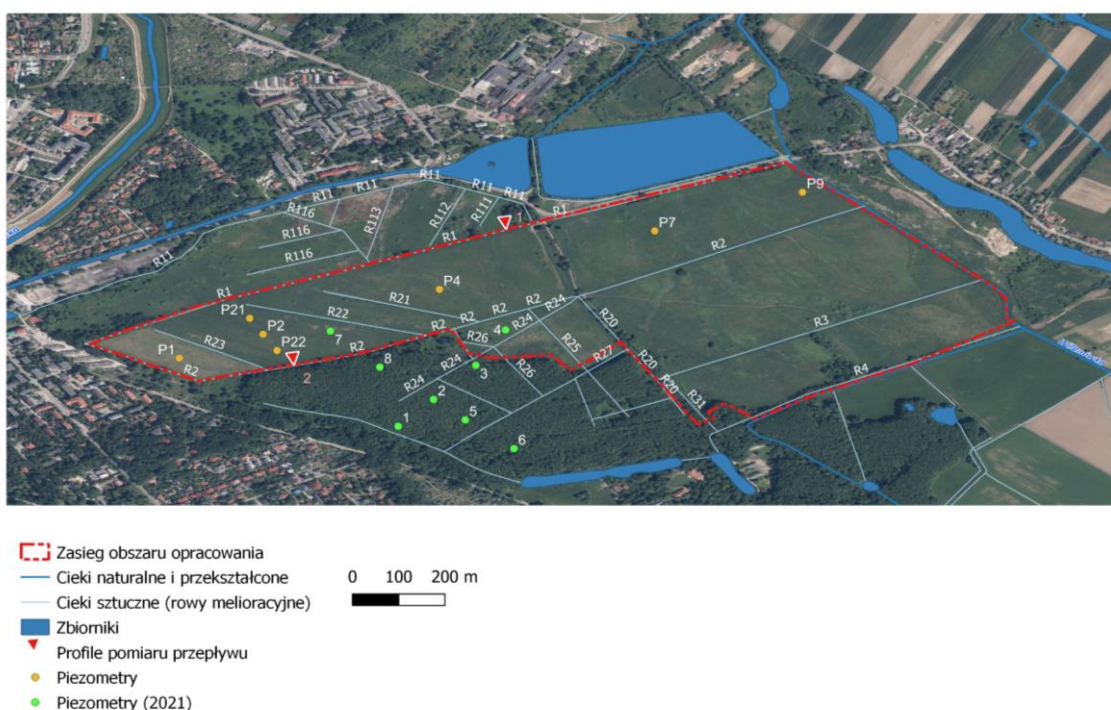 P9
R11
R11
R11
R11
R11
R116
R113
R112
R111
1
R1
P7
R116
R1
R2
R116
R11
P4
R1
R21
R2
R24
P21
R22
R2
R2
R20
R3
P2
7
R2
4
R24
R23
P22
R26
R25
P1
R2
R27
R20
R4
R2
2
8
3
R24
R26
R20
R24
2
R31
1
5
6
Zasięg obszaru opracowania
Cieki naturalne i przekształcone
0 100 200 m
Cieki sztuczne (rowy melioracyjne)
Zbiorniki
Profile pomiaru przepływu
Piezometry
Piezometry (2021)